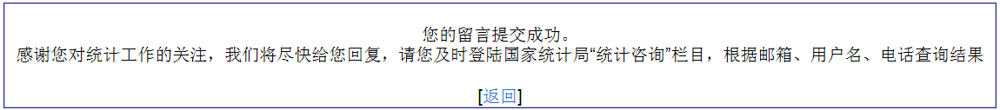 您的留言提交成功。
感谢您对统计工作的关注，我们将尽快给您回复，请您及时登陆国家统计局“统计咨询”栏目，根据邮箱、用户名、电话查询结果
[返回]